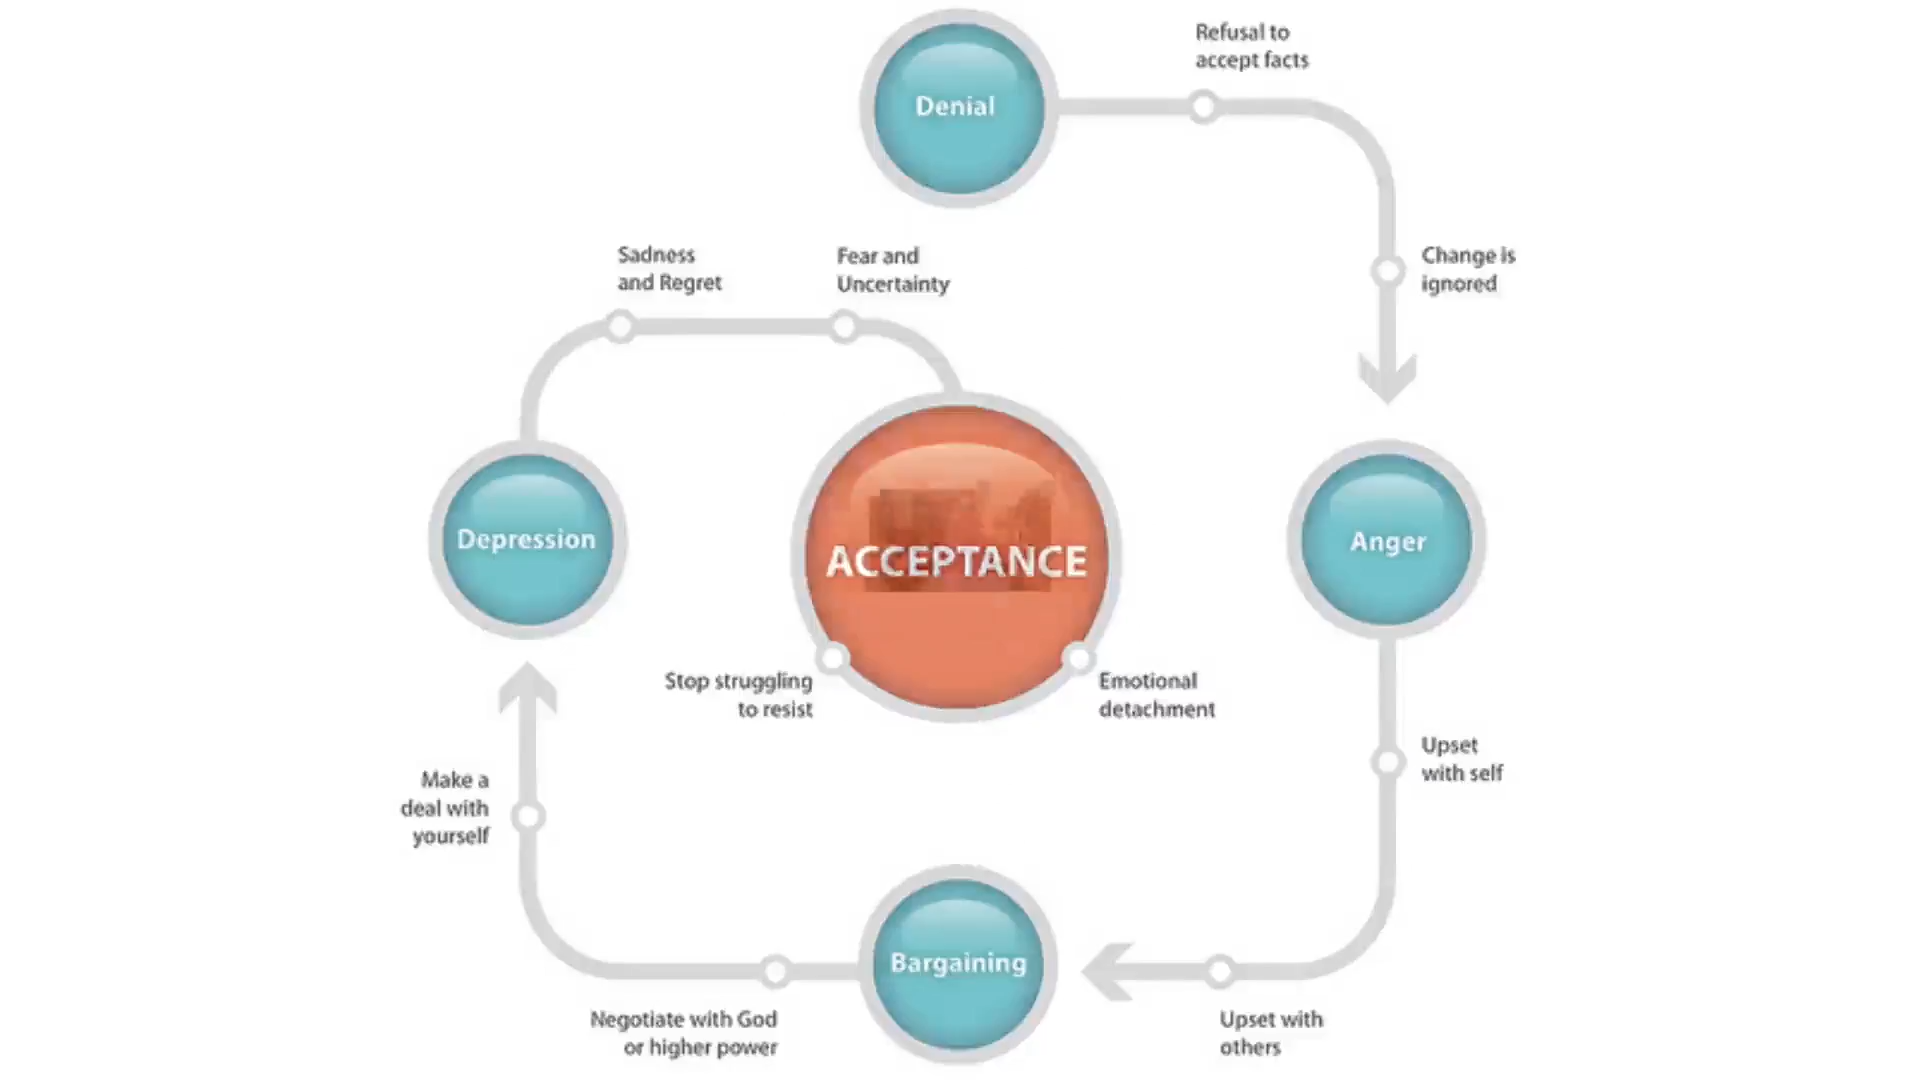 Denial
Refusal to
accept facts
Change is
ignored
Anger
Upset
with self
Upset with
others
Bargaining
Negotiate with God
or higher power
Make a
deal with
yourself
Depression
Sadness
and Regret
Fear and
Uncertainty
ACCEPTANCE
Stop struggling
to resist
Emotional
detachment